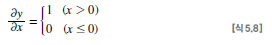 ∂y/∂x = { 1 (x > 0)
0 (x ≤ 0)
[식 5.8]